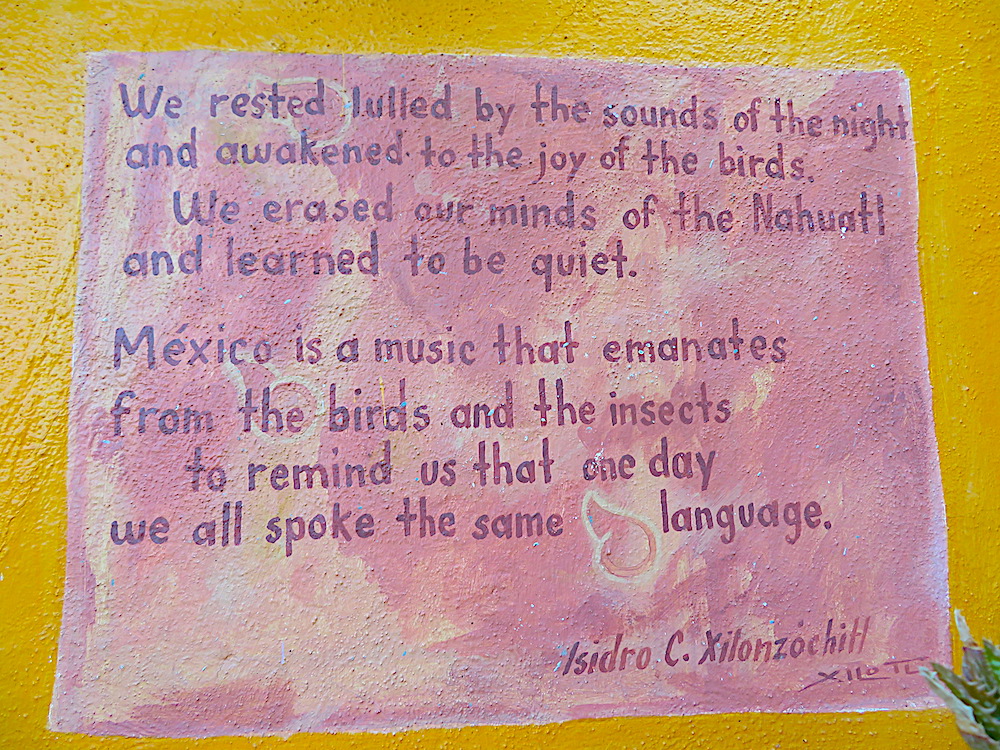 We rested lulled by the sounds of the night
and awakened to the joy of the birds.
We erased our minds of the Nahuatl
and learned to be quiet.
México is a music that emanates
from the birds and the insects
to remind us that one day
we all spoke the same language.
Isidro C. Xilonzóchitl
XILOTL